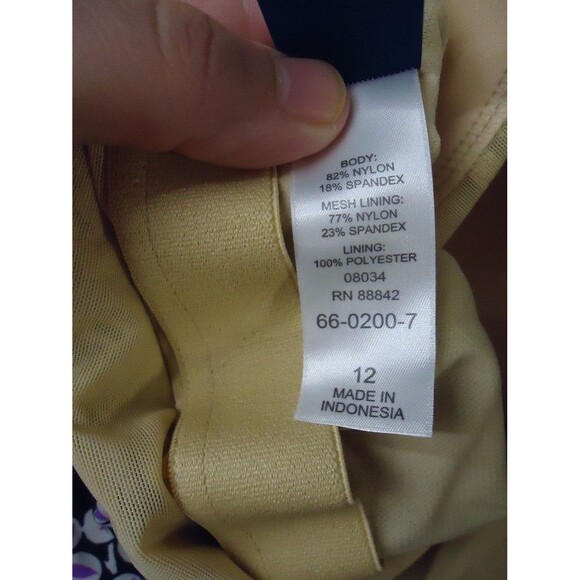 BODY:
82% NYLON
18% SPANDEX
MESH LINING:
77% NYLON
23% SPANDEX
LINING:
100% POLYESTER
08034
RN 88842
66-0200-7
12
MADE IN
INDONESIA